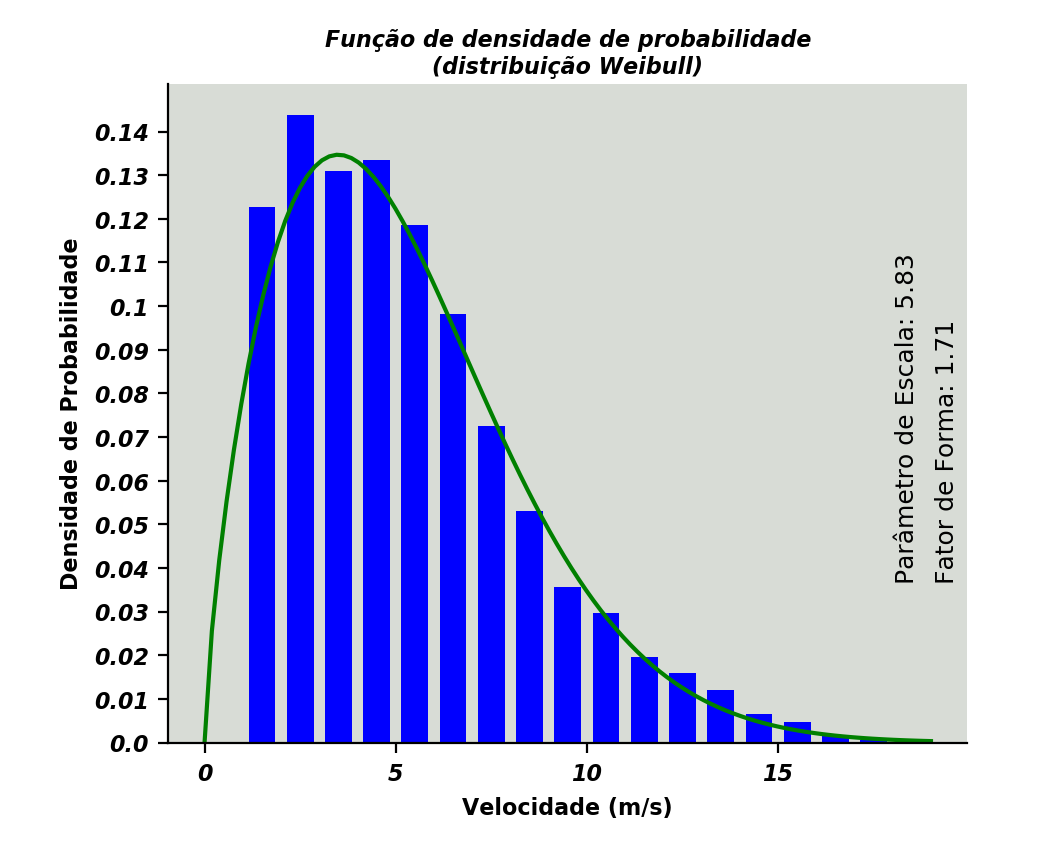 Função de densidade de probabilidade
(distribuição Weibull)
Densidade de Probabilidade
0.14
0.13
0.12
0.11
0.1
0.09
0.08
0.07
0.06
0.05
0.04
0.03
0.02
0.01
0.0
Parâmetro de Escala: 5.83
Fator de Forma: 1.71
0 5 10 15
Velocidade (m/s)